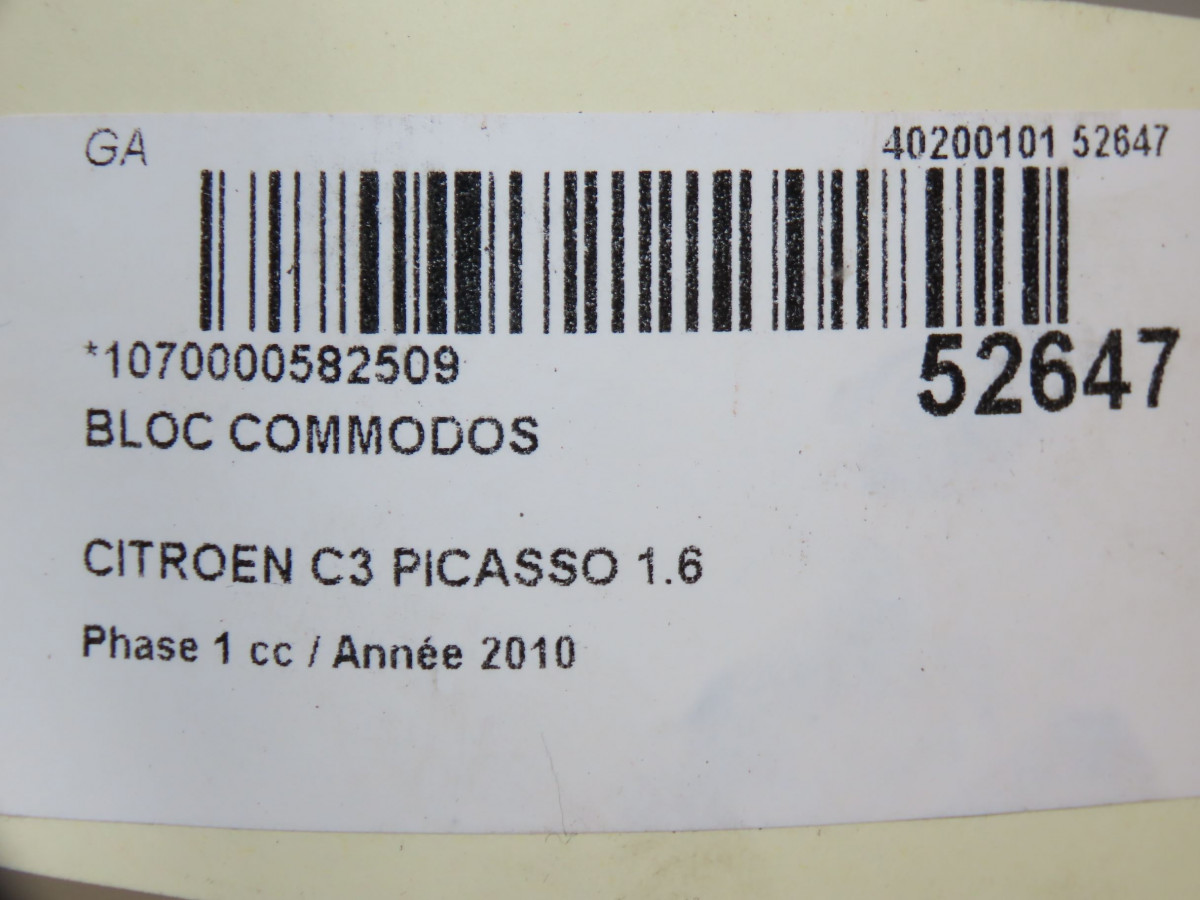 GA 40200101 52647
*1070000582509 52647
BLOC COMMODOS
CITROEN C3 PICASSO 1.6
Phase 1 cc / Année 2010